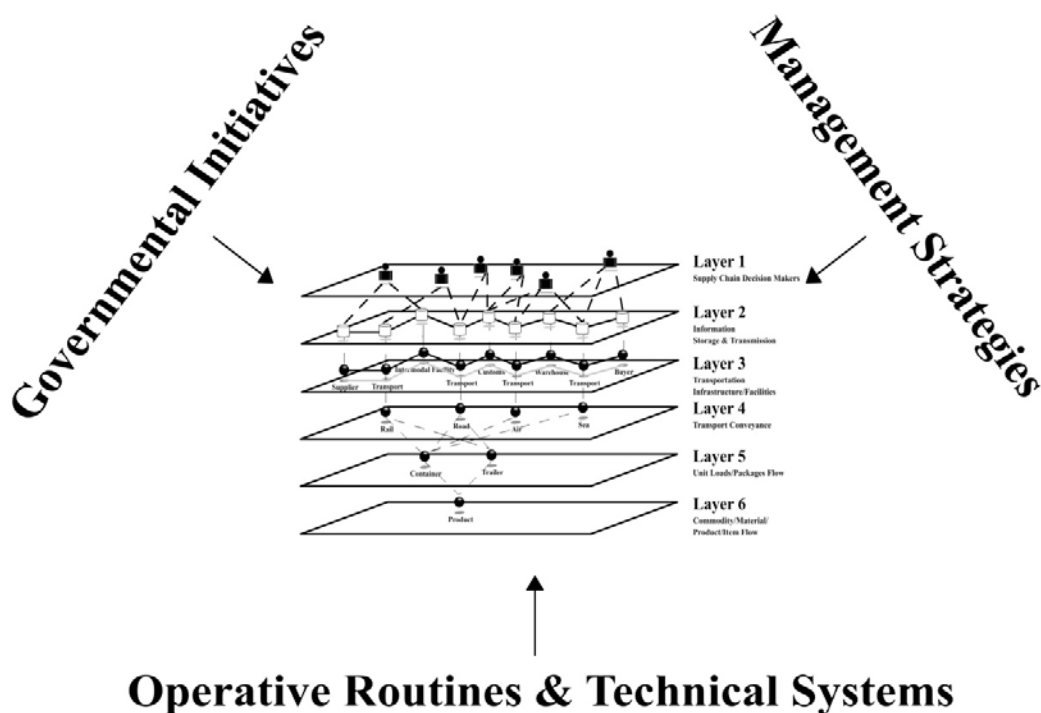 Governmental Initiatives
Management Strategies
Layer 1
Supply Chain Decision Makers
Layer 2
Information
Storage & Transmission
Layer 3
Transportation
Infrastructure/Facilities
Supplier
Transport
Intermodal Facility
Transport
Customs
Transport
Warehouse
Transport
Buyer
Layer 4
Transport Conveyance
Rail
Road
Air
Sea
Layer 5
Unit Loads/Packages Flow
Container
Trailer
Layer 6
Commodity/Material/
Product/Item Flow
Product
Operative Routines & Technical Systems